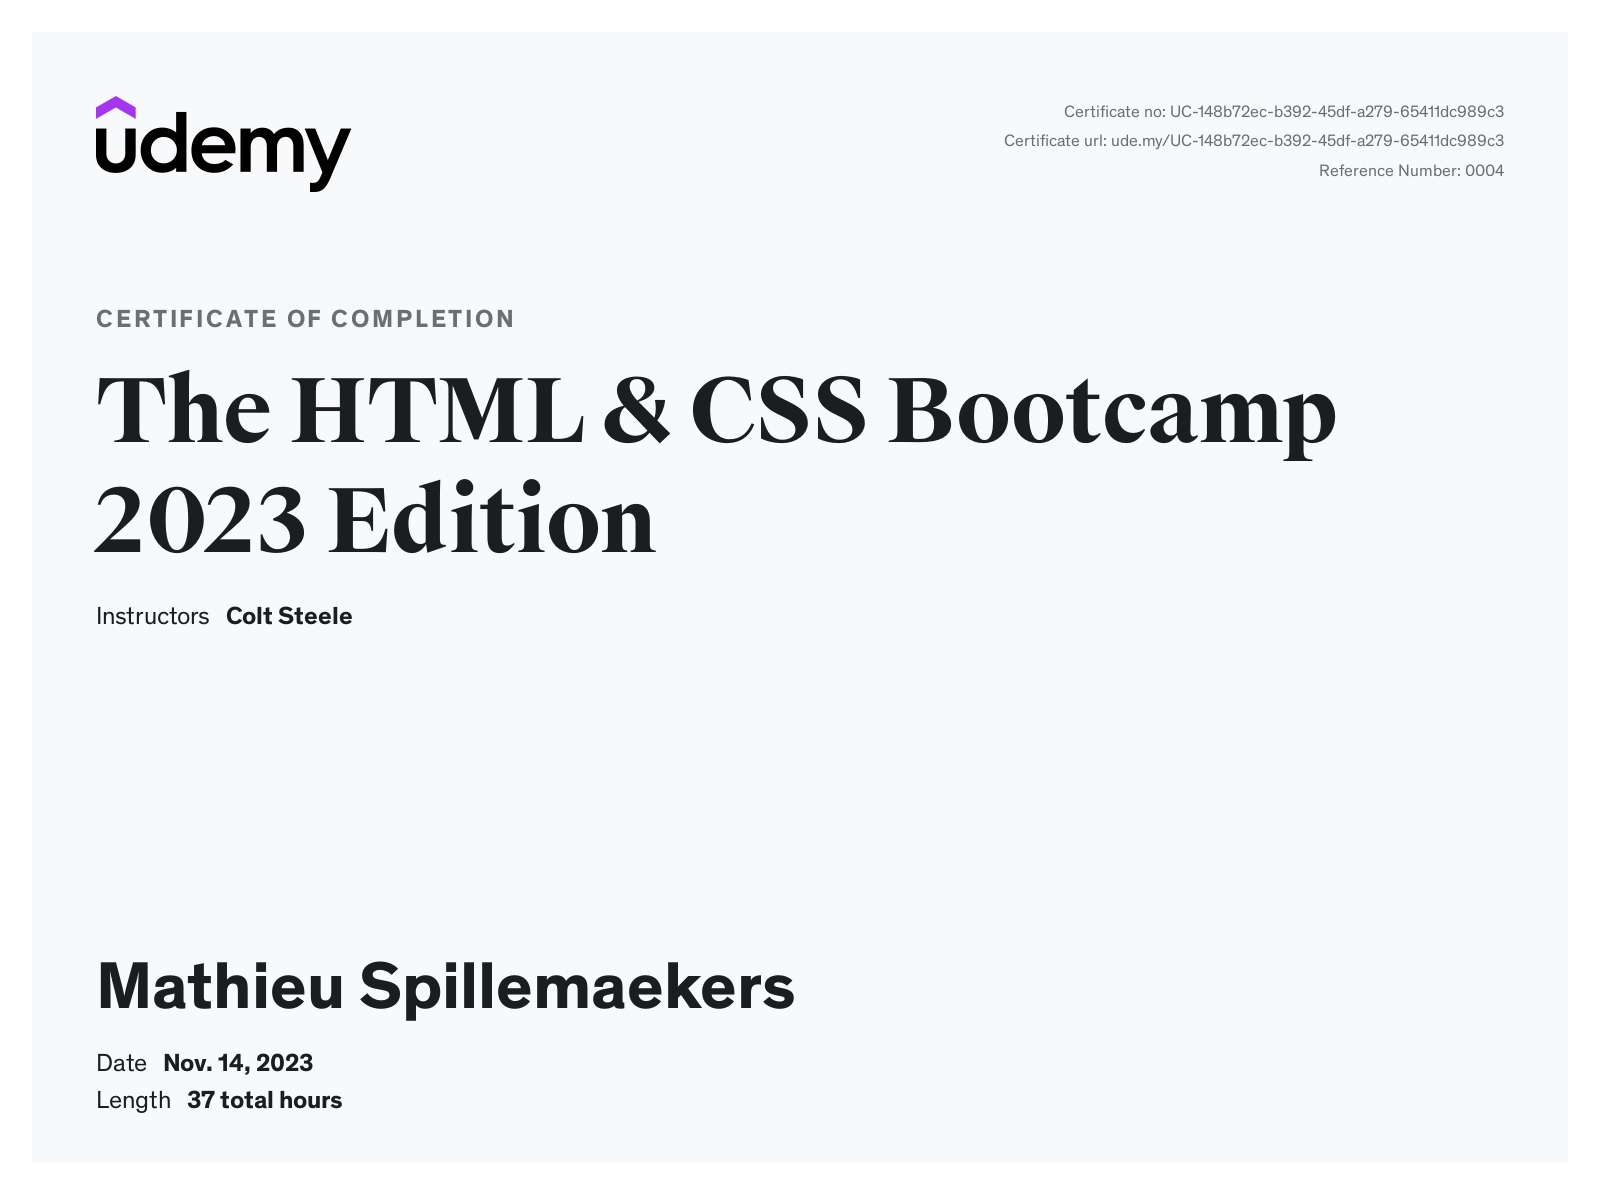 udemy
Certificate no: UC-148b72ec-b392-45df-a279-65411dc989c3
Certificate url: ude.my/UC-148b72ec-b392-45df-a279-65411dc989c3
Reference Number: 0004
CERTIFICATE OF COMPLETION
The HTML & CSS Bootcamp
2023 Edition
Instructors Colt Steele
Mathieu Spillemaekers
Date Nov. 14, 2023
Length 37 total hours